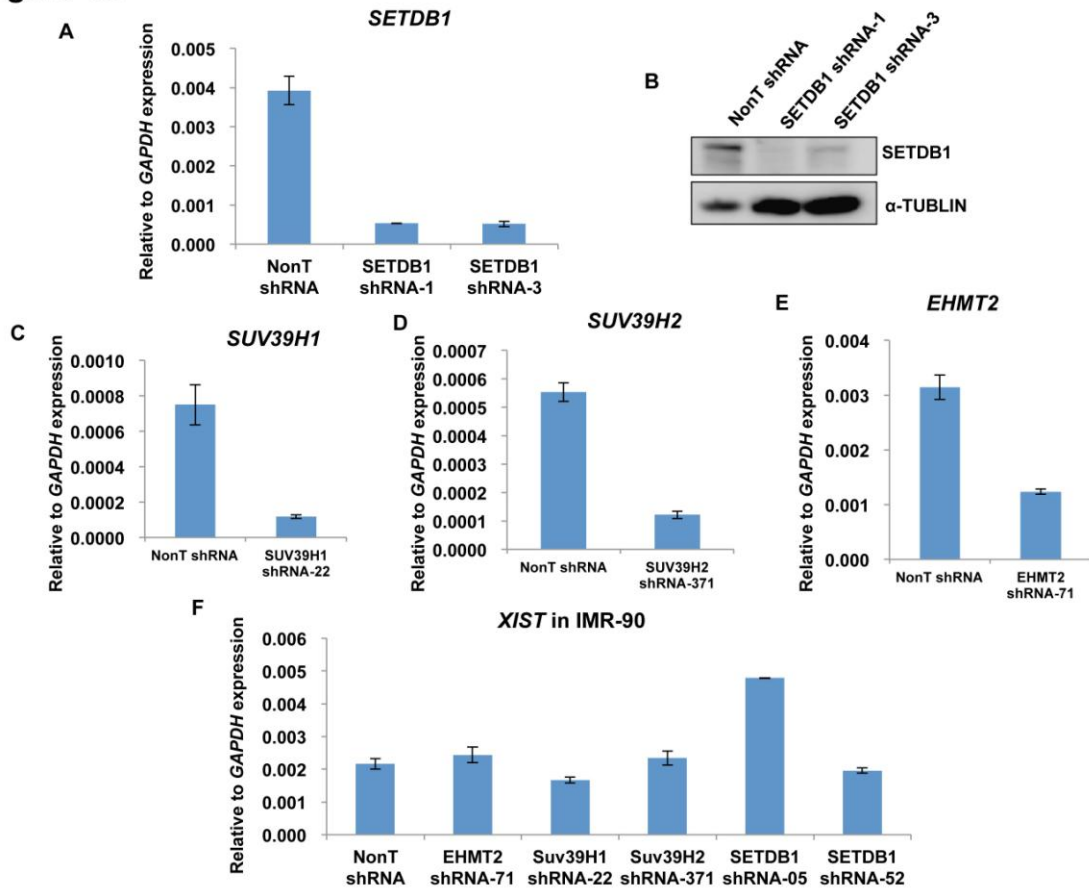 A
SETDB1
Relative to GAPDH expression
0.005
0.004
0.003
0.002
0.001
0.000
NonT shRNA
SETDB1 shRNA-1
SETDB1 shRNA-3
B
NonT shRNA
SETDB1 shRNA-1
SETDB1 shRNA-3
SETDB1
α-TUBLIN
C
SUV39H1
Relative to GAPDH expression
0.0010
0.0008
0.0006
0.0004
0.0002
0.0000
NonT shRNA
SUV39H1
shRNA-22
D
SUV39H2
Relative to GAPDH expression
0.0007
0.0006
0.0005
0.0004
0.0003
0.0002
0.0001
0.0000
NonT shRNA
SUV39H2
shRNA-371
E
EHMT2
Relative to GAPDH expression
0.004
0.003
0.002
0.001
0.000
NonT shRNA
EHMT2
shRNA-71
F
XIST in IMR-90
Relative to GAPDH expression
0.006
0.005
0.004
0.003
0.002
0.001
0.000
NonT EHMT2 Suv39H1 Suv39H2 SETDB1 SETDB1
shRNA shRNA-71 shRNA-22 shRNA-371 shRNA-05 shRNA-52